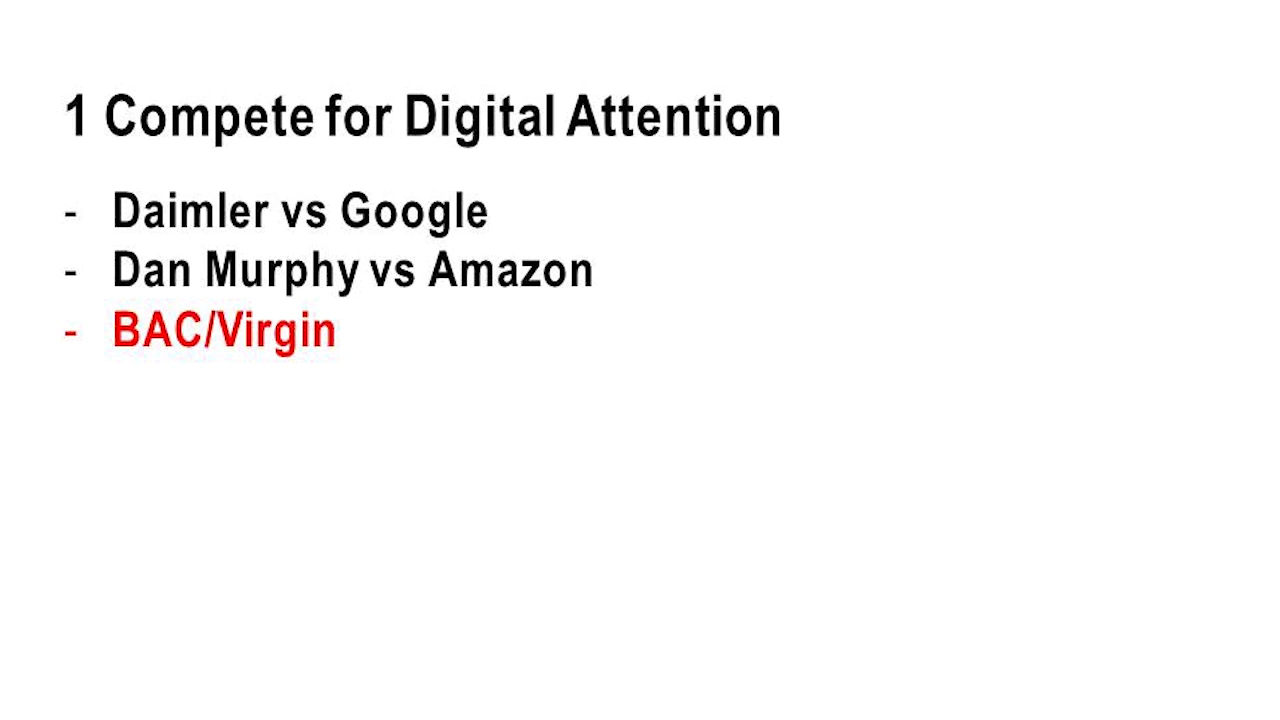 1 Compete for Digital Attention
- Daimler vs Google
- Dan Murphy vs Amazon
- BAC/Virgin